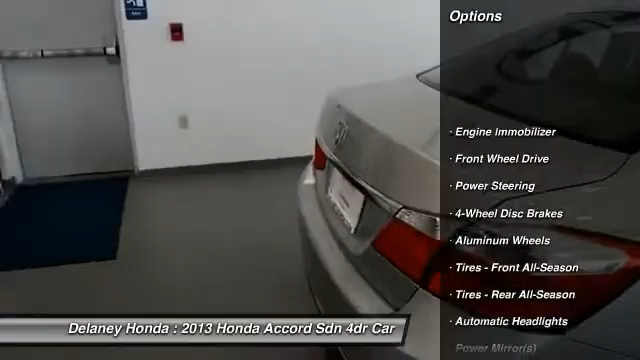 Options
· Engine Immobilizer
· Front Wheel Drive
· Power Steering
· 4-Wheel Disc Brakes
· Aluminum Wheels
· Tires - Front All-Season
· Tires - Rear All-Season
· Automatic Headlights
· Power Mirror(s)
Delaney Honda : 2013 Honda Accord Sdn 4dr Car